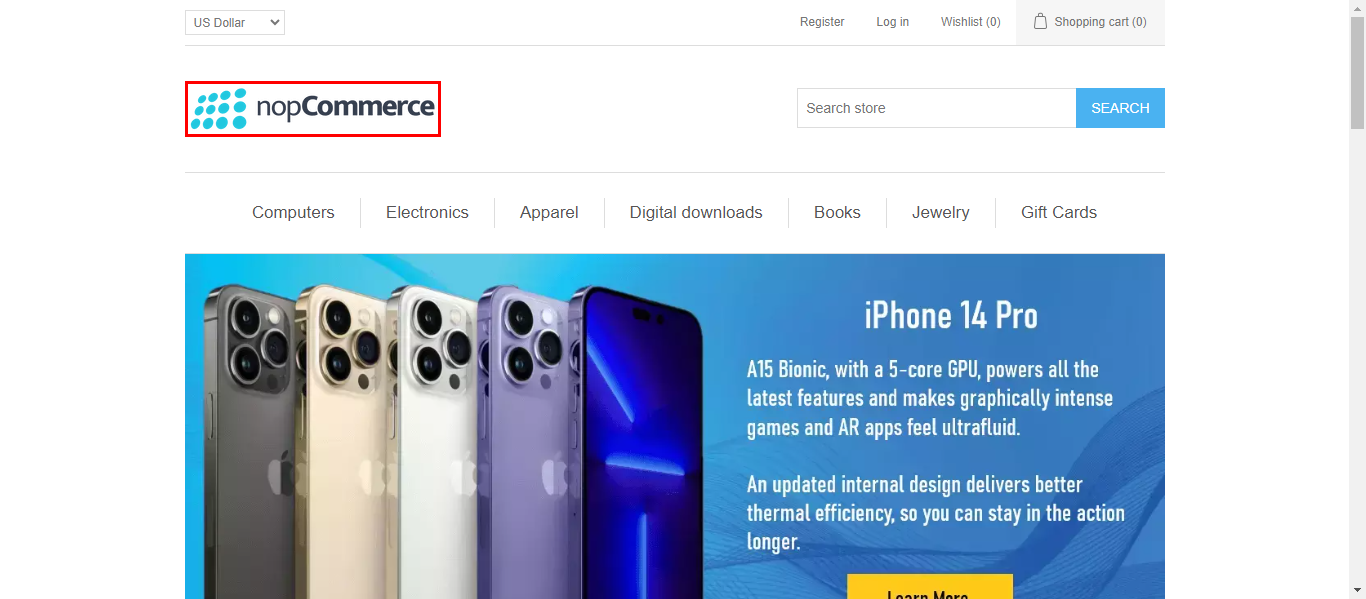 US Dollar
Register
Log in
Wishlist (0)
Shopping cart (0)
nopCommerce
Search store
SEARCH
Computers
Electronics
Apparel
Digital downloads
Books
Jewelry
Gift Cards
iPhone 14 Pro
A15 Bionic, with a 5-core GPU, powers all the
latest features and makes graphically intense
games and AR apps feel ultrafluid.
An updated internal design delivers better
thermal efficiency, so you can stay in the action
longer.
Learn More